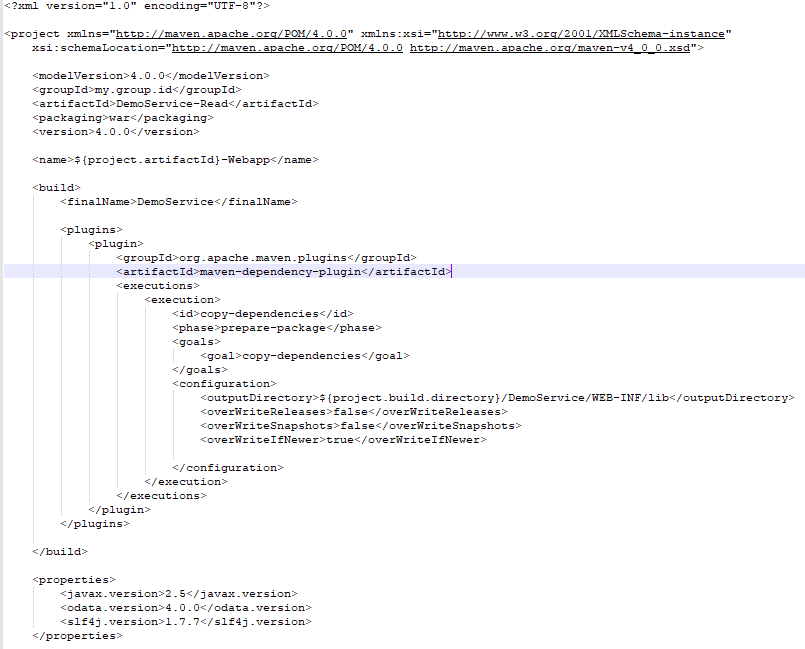 <?xml version="1.0" encoding="UTF-8"?>
<project xmlns="http://maven.apache.org/POM/4.0.0" xmlns:xsi="http://www.w3.org/2001/XMLSchema-instance"
    xsi:schemaLocation="http://maven.apache.org/POM/4.0.0 http://maven.apache.org/maven-v4_0_0.xsd">
    <modelVersion>4.0.0</modelVersion>
    <groupId>my.group.id</groupId>
    <artifactId>DemoService-Read</artifactId>
    <packaging>war</packaging>
    <version>4.0.0</version>
    <name>${project.artifactId}-Webapp</name>
    <build>
        <finalName>DemoService</finalName>
        <plugins>
            <plugin>
                <groupId>org.apache.maven.plugins</groupId>
                <artifactId>maven-dependency-plugin</artifactId>
                <executions>
                    <execution>
                        <id>copy-dependencies</id>
                        <phase>prepare-package</phase>
                        <goals>
                            <goal>copy-dependencies</goal>
                        </goals>
                        <configuration>
                            <outputDirectory>${project.build.directory}/DemoService/WEB-INF/lib</outputDirectory>
                            <overWriteReleases>false</overWriteReleases>
                            <overWriteSnapshots>false</overWriteSnapshots>
                            <overWriteIfNewer>true</overWriteIfNewer>
                        </configuration>
                    </execution>
                </executions>
            </plugin>
        </plugins>
    </build>
    <properties>
        <javax.version>2.5</javax.version>
        <odata.version>4.0.0</odata.version>
        <slf4j.version>1.7.7</slf4j.version>
    </properties>